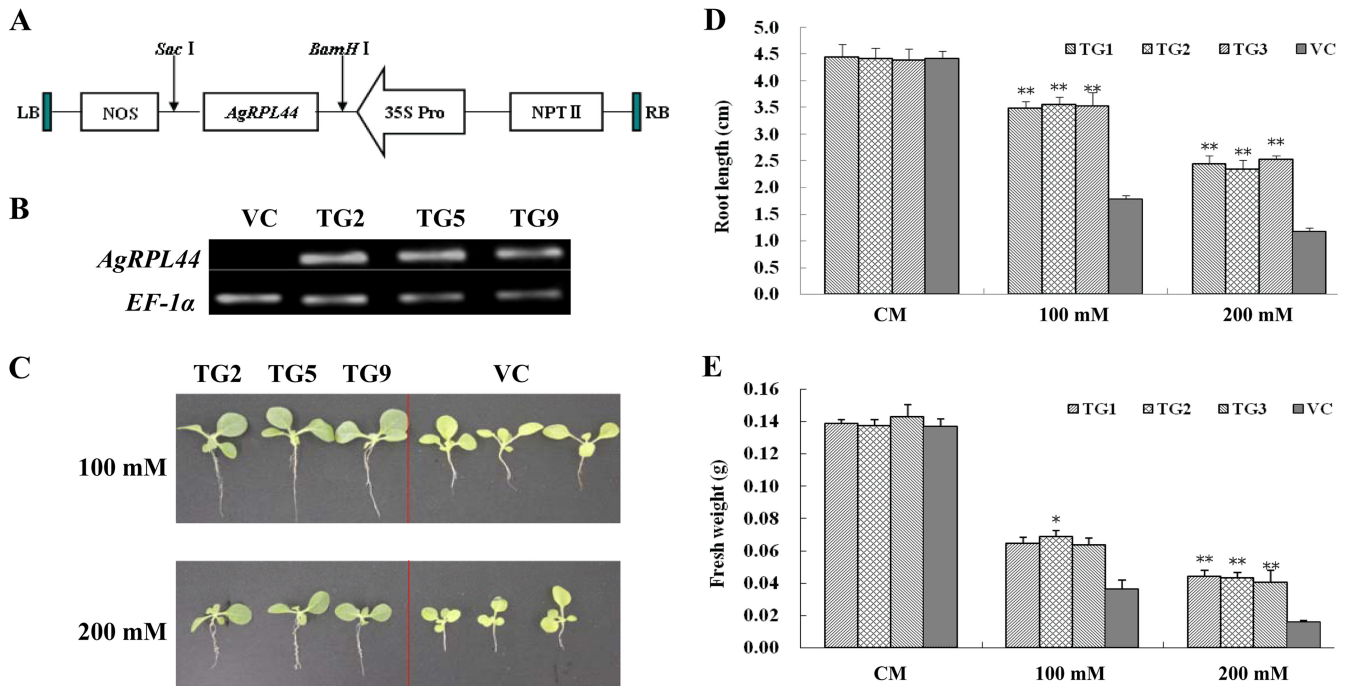 A
Sac I
BamH I
LB
NOS
AgRPL44
35S Pro
NPT II
RB
B
VC TG2 TG5 TG9
AgRPL44
EF-1α
C
TG2 TG5 TG9 VC
100 mM
200 mM
D
Root length (cm)
5.0
4.5
4.0
3.5
3.0
2.5
2.0
1.5
1.0
0.5
0.0
TG1 TG2 TG3 VC
** ** **
** ** **
CM 100 mM 200 mM
E
Fresh weight (g)
0.16
0.14
0.12
0.10
0.08
0.06
0.04
0.02
0.00
TG1 TG2 TG3 VC
*
** ** **
CM 100 mM 200 mM